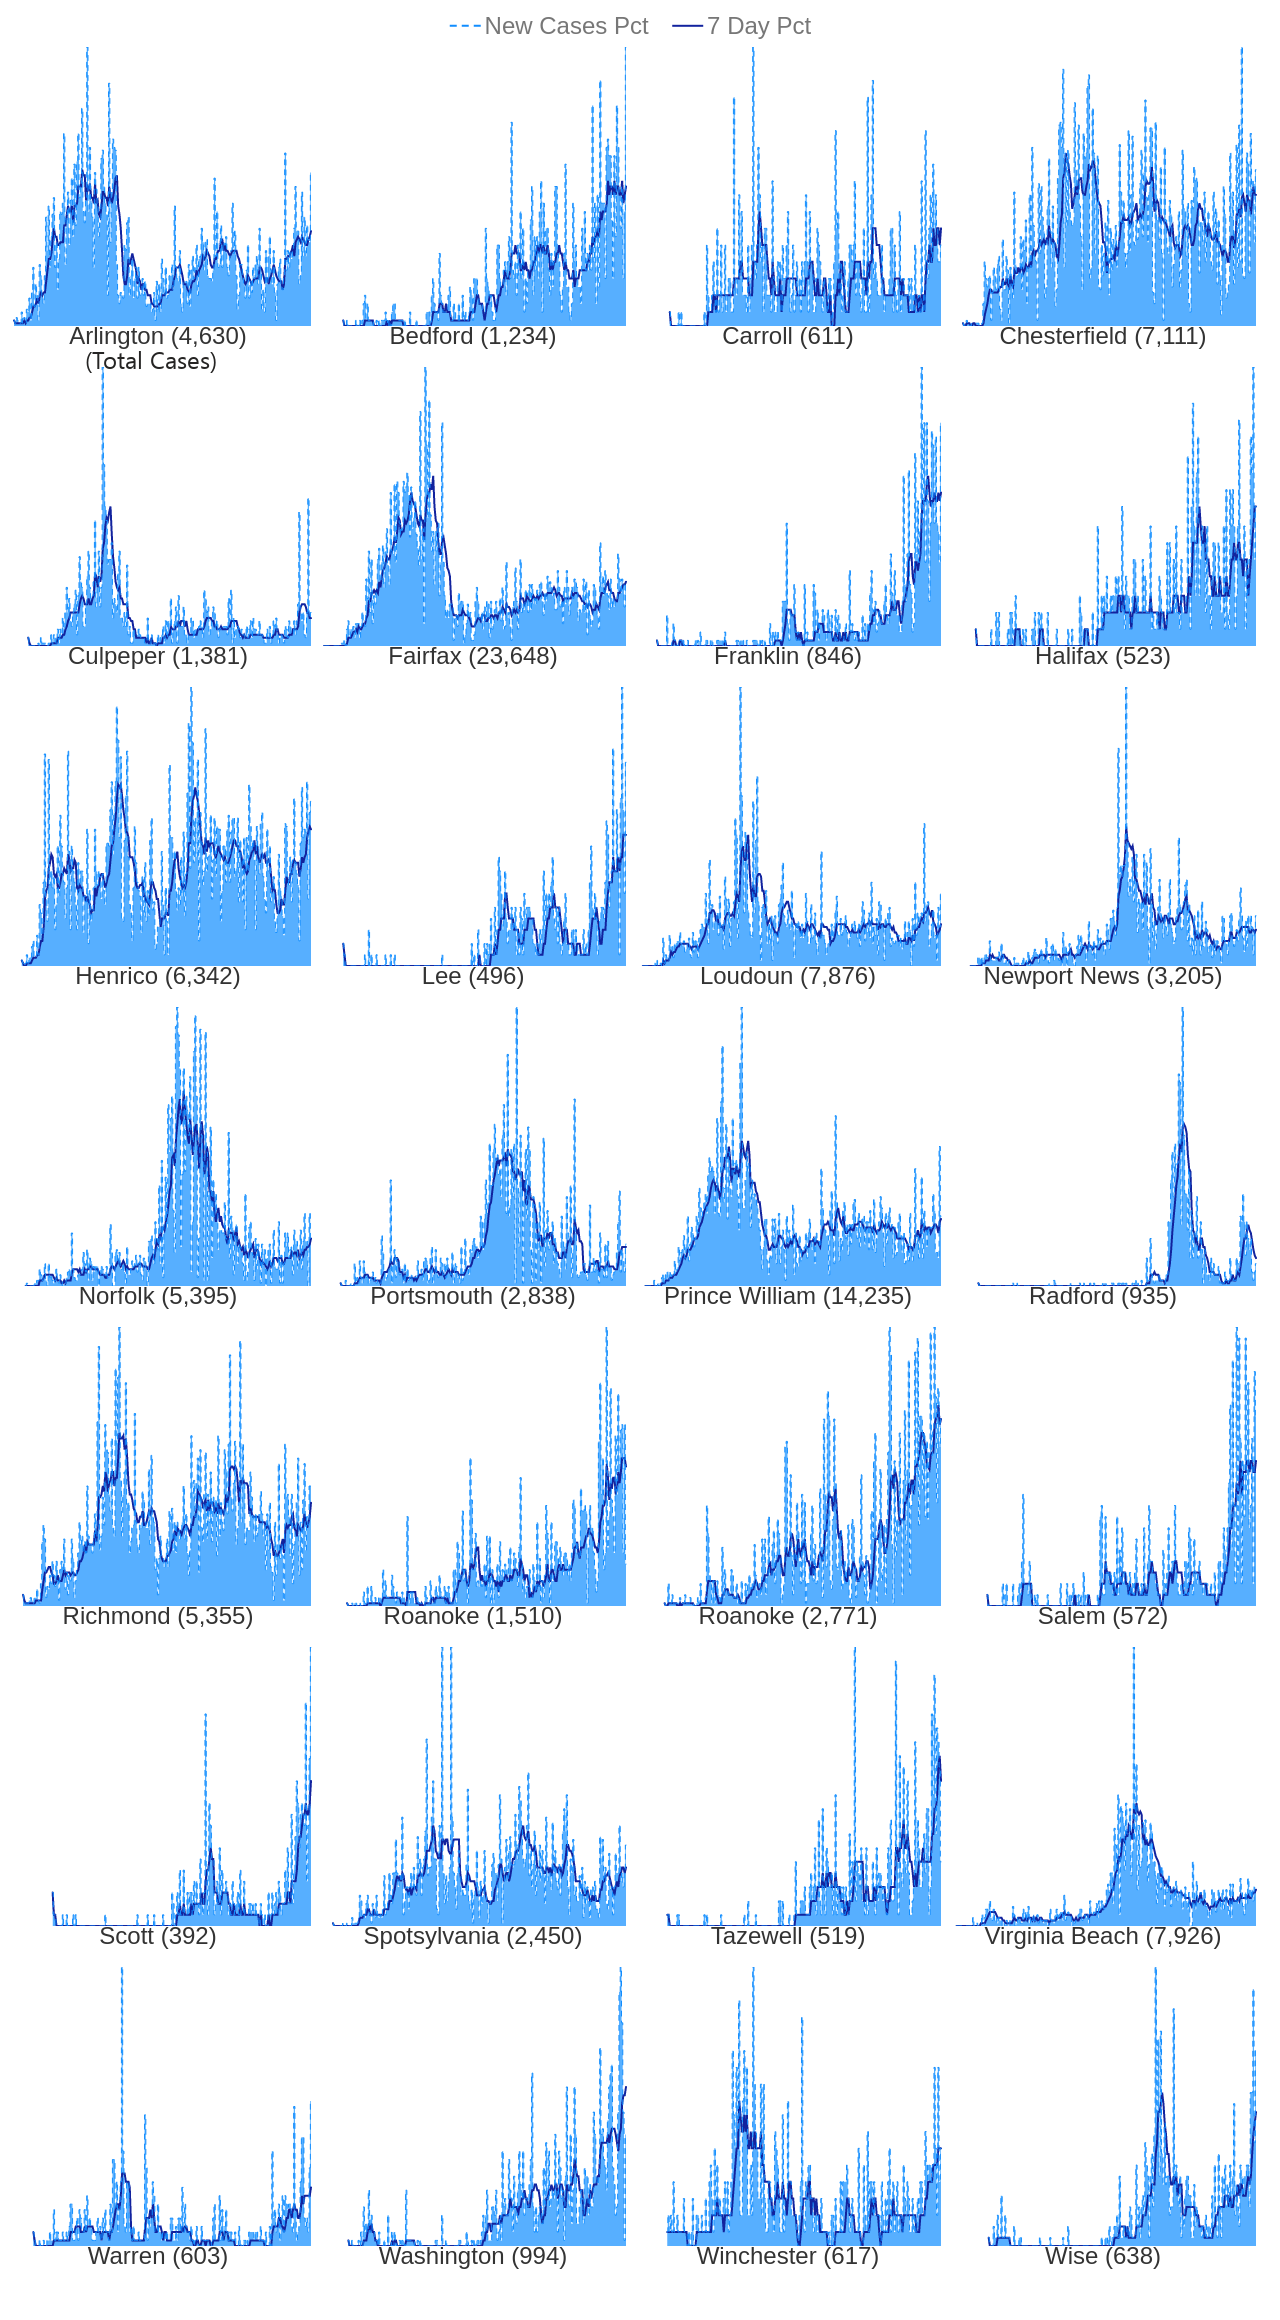 New Cases Pct 7 Day Pct
Arlington (4,630) Bedford (1,234) Carroll (611) Chesterfield (7,111)
(Total Cases)
Culpeper (1,381) Fairfax (23,648) Franklin (846) Halifax (523)
Henrico (6,342) Lee (496) Loudoun (7,876) Newport News (3,205)
Norfolk (5,395) Portsmouth (2,838) Prince William (14,235) Radford (935)
Richmond (5,355) Roanoke (1,510) Roanoke (2,771) Salem (572)
Scott (392) Spotsylvania (2,450) Tazewell (519) Virginia Beach (7,926)
Warren (603) Washington (994) Winchester (617) Wise (638)